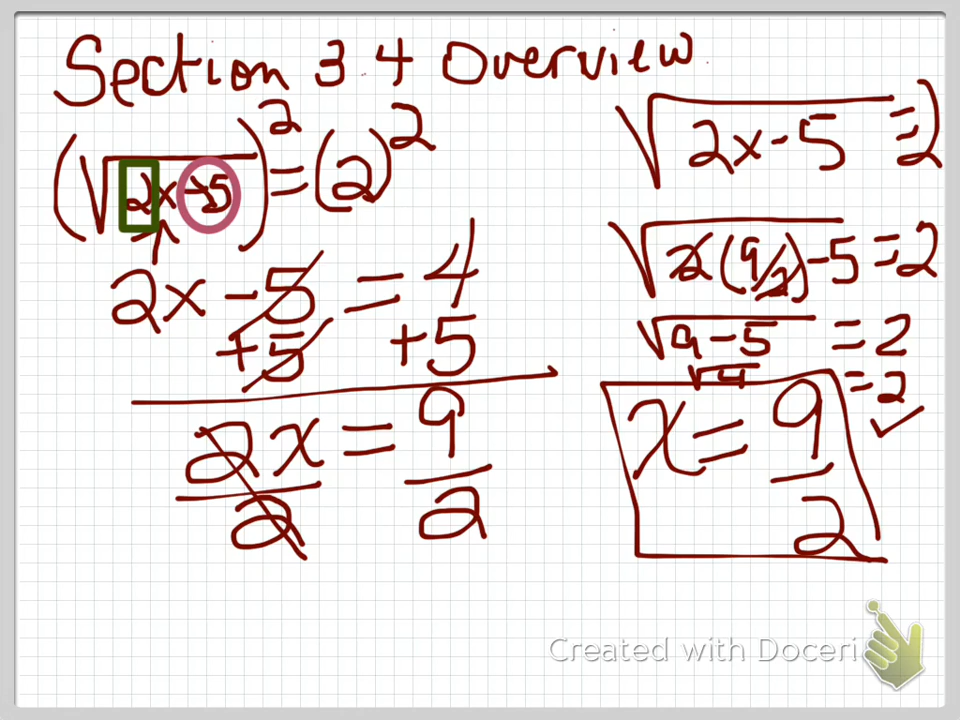 Section 3.4 Overview
(√2x-5)² = (2)²
2x - 5 = 4
+5 +5
2x = 9
2 2
√2x-5 = 2
√2(9/2)-5 = 2
√9-5 = 2
√4 = 2 ✓
x = 9
2
Created with Doceri